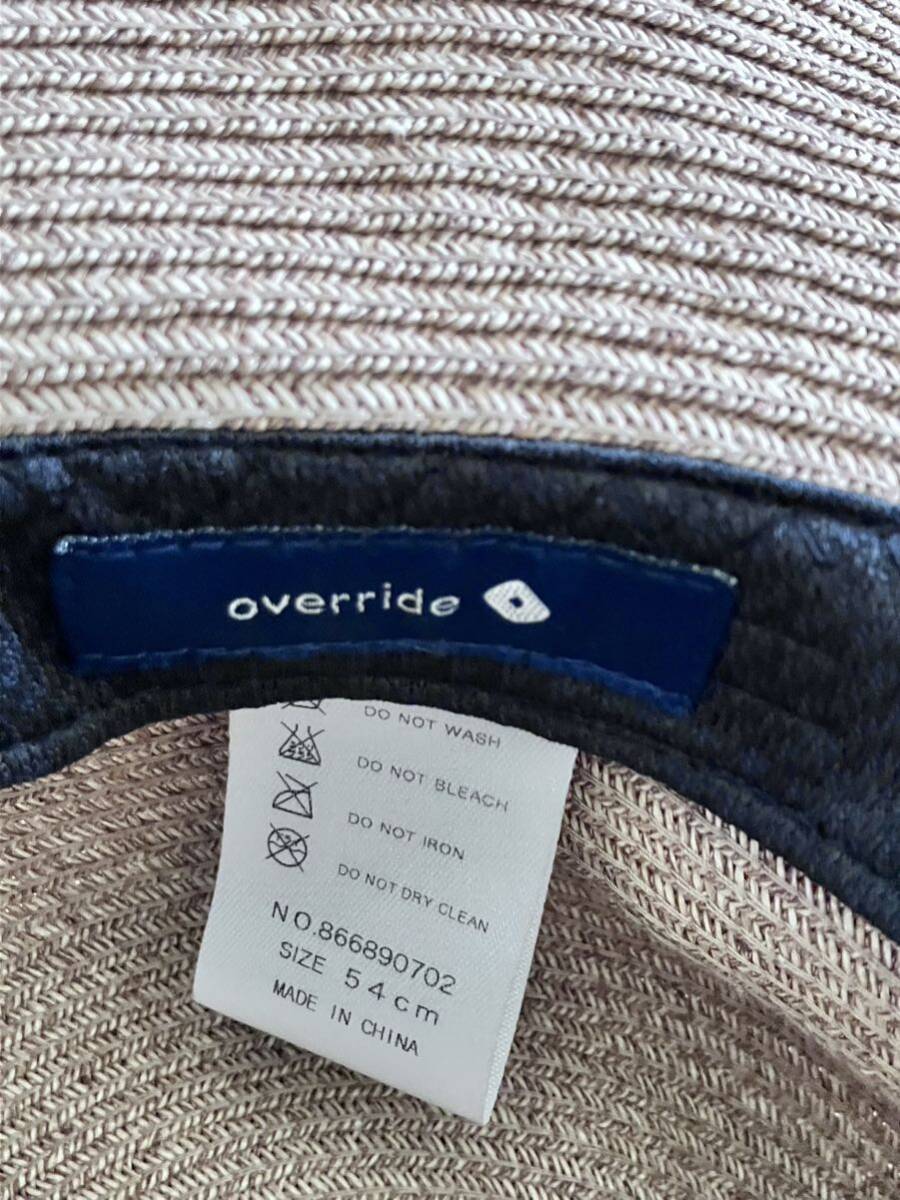 override
DO NOT WASH
DO NOT BLEACH
DO NOT IRON
DO NOT DRY CLEAN
NO.866890702
SIZE 54cm
MADE IN CHINA